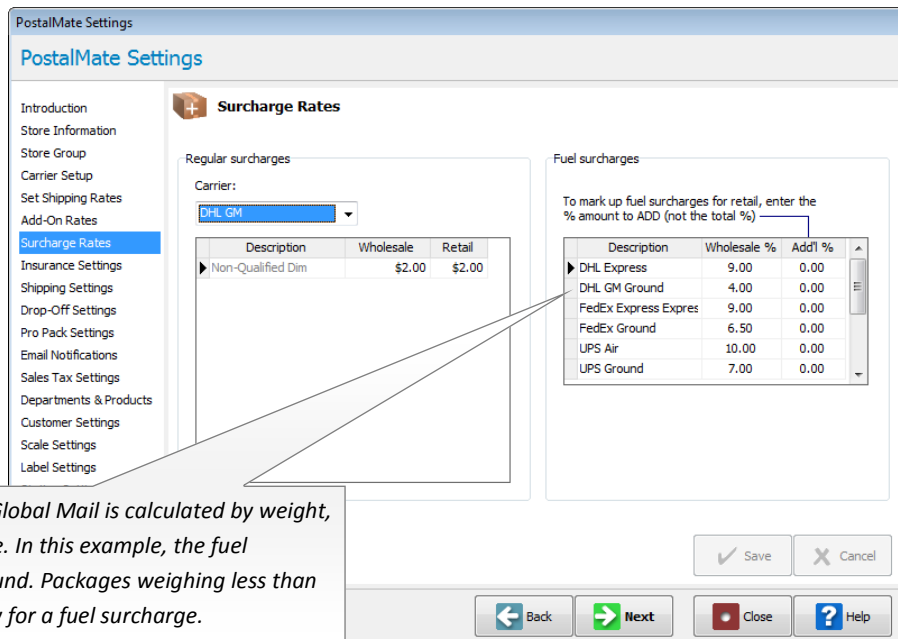 PostalMate Settings
PostalMate Settings
Introduction
Store Information
Store Group
Carrier Setup
Set Shipping Rates
Add-On Rates
Surcharge Rates
Insurance Settings
Shipping Settings
Drop-Off Settings
Pro Pack Settings
Email Notifications
Sales Tax Settings
Departments & Products
Customer Settings
Scale Settings
Label Settings
Surcharge Rates
Regular surcharges
Carrier:
DHL GM
Description Wholesale Retail
Non-Qualified Dim $2.00 $2.00
Fuel surcharges
To mark up fuel surcharges for retail, enter the
% amount to ADD (not the total %)
Description Wholesale % Add'l %
DHL Express 9.00 0.00
DHL GM Ground 4.00 0.00
FedEx Express Expres 9.00 0.00
FedEx Ground 6.50 0.00
UPS Air 10.00 0.00
UPS Ground 7.00 0.00
Global Mail is calculated by weight,
. In this example, the fuel
und. Packages weighing less than
for a fuel surcharge.
Save Cancel
Back Next Close Help